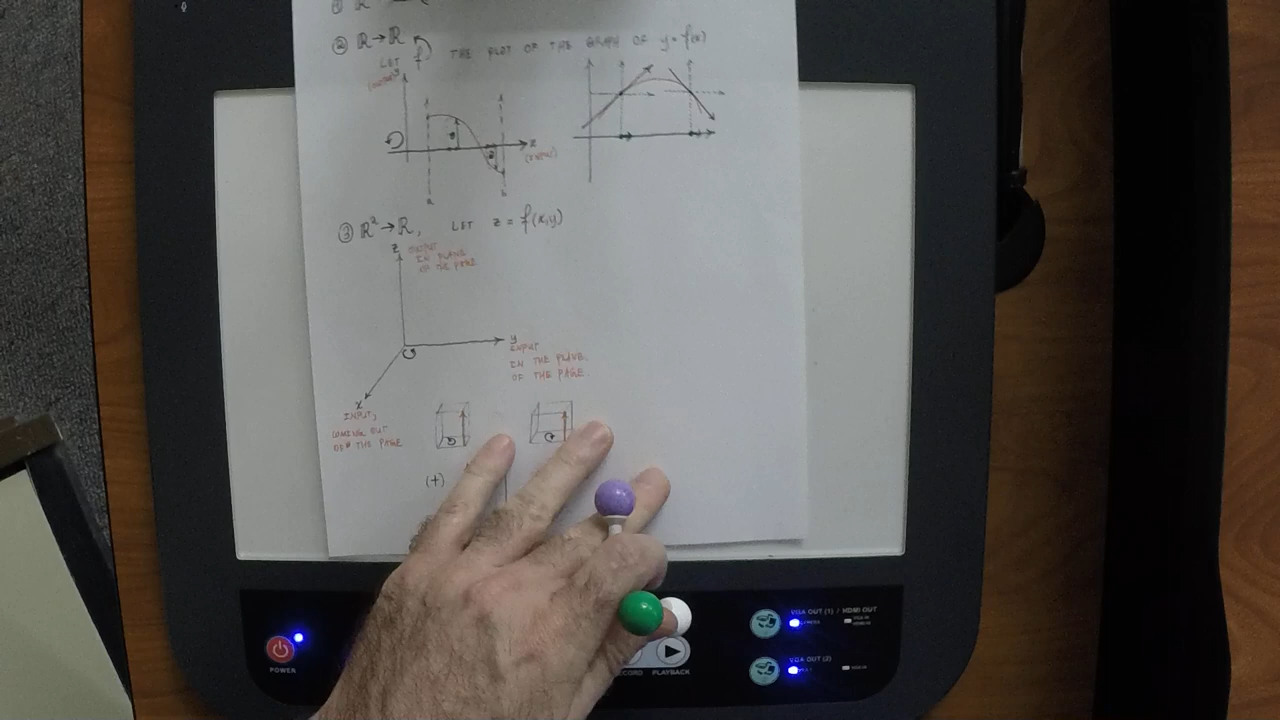 ② ℝ→ℝ
LET f THE PLOT OF THE GRAPH OF y = f(x)
y
x
(INPUT)
a
b
③ ℝ²→ℝ, LET z = f(x,y)
z OUTPUT
IN PLANE
OF THE PAGE
y
INPUT
IN THE PLANE
OF THE PAGE.
x
INPUT,
COMING OUT
OF THE PAGE
(+)
POWER
RECORD PLAYBACK
VGA OUT (1) / HDMI OUT
VGA OUT (2)